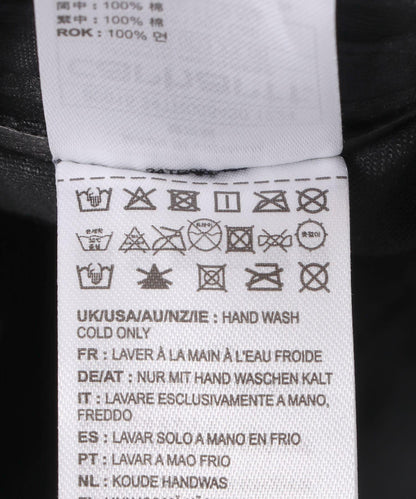 简中：100% 棉
繁中：100% 棉
ROK : 100% 면
UK/USA/AU/NZ/IE : HAND WASH
COLD ONLY
FR : LAVER À LA MAIN À L'EAU FROIDE
DE/AT : NUR MIT HAND WASCHEN KALT
IT : LAVARE ESCLUSIVAMENTE A MANO,
FREDDO
ES : LAVAR SOLO A MANO EN FRIO
PT : LAVAR A MAO FRIO
NL : KOUDE HANDWAS